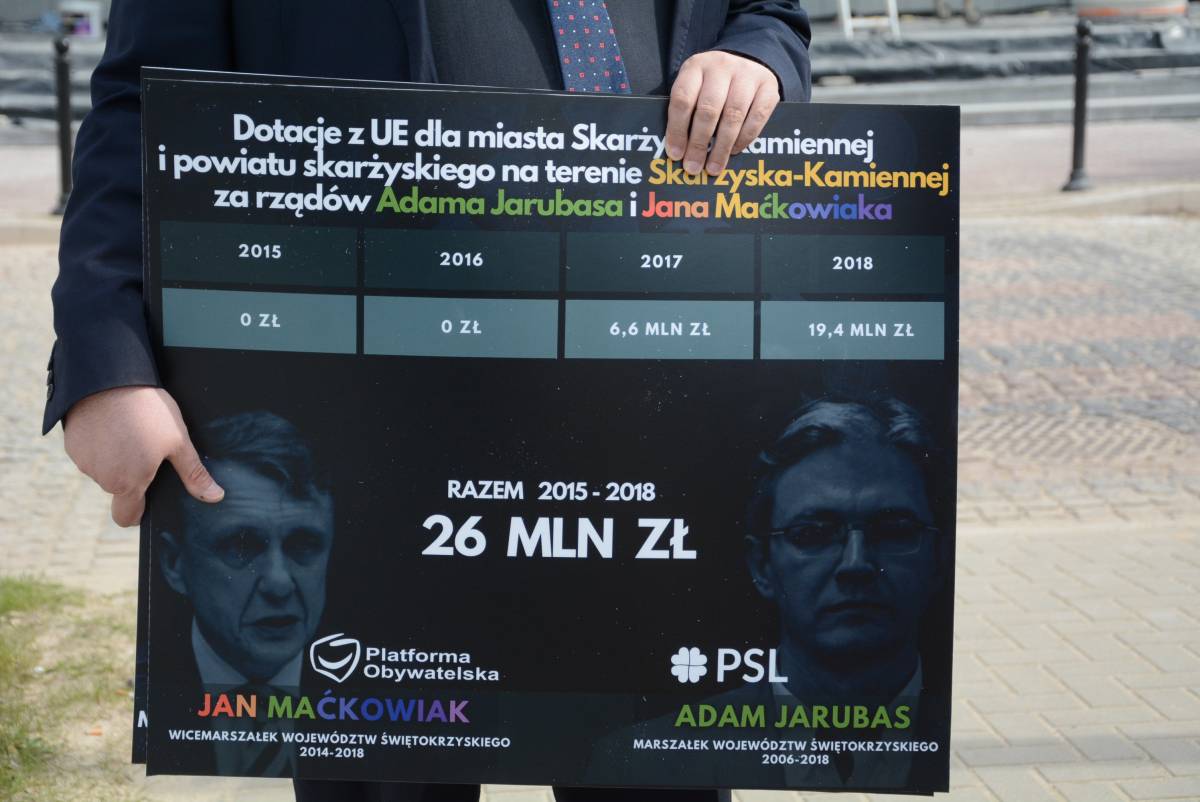 Dotacje z UE dla miasta Skarży Kamiennej
i powiatu skarżyskiego na terenie Skarżyska-Kamiennej
za rządów Adama Jarubasa i Jana Maćkowiaka
2015 2016 2017 2018
0 ZŁ 0 ZŁ 6,6 MLN ZŁ 19,4 MLN ZŁ
RAZEM 2015 - 2018
26 MLN ZŁ
Platforma
Obywatelska
JAN MAĆKOWIAK
WICEMARSZAŁEK WOJEWÓDZTW ŚWIĘTOKRZYSKIEGO
2014-2018
PSL
ADAM JARUBAS
MARSZAŁEK WOJEWÓDZTW ŚWIĘTOKRZYSKIEGO
2006-2018